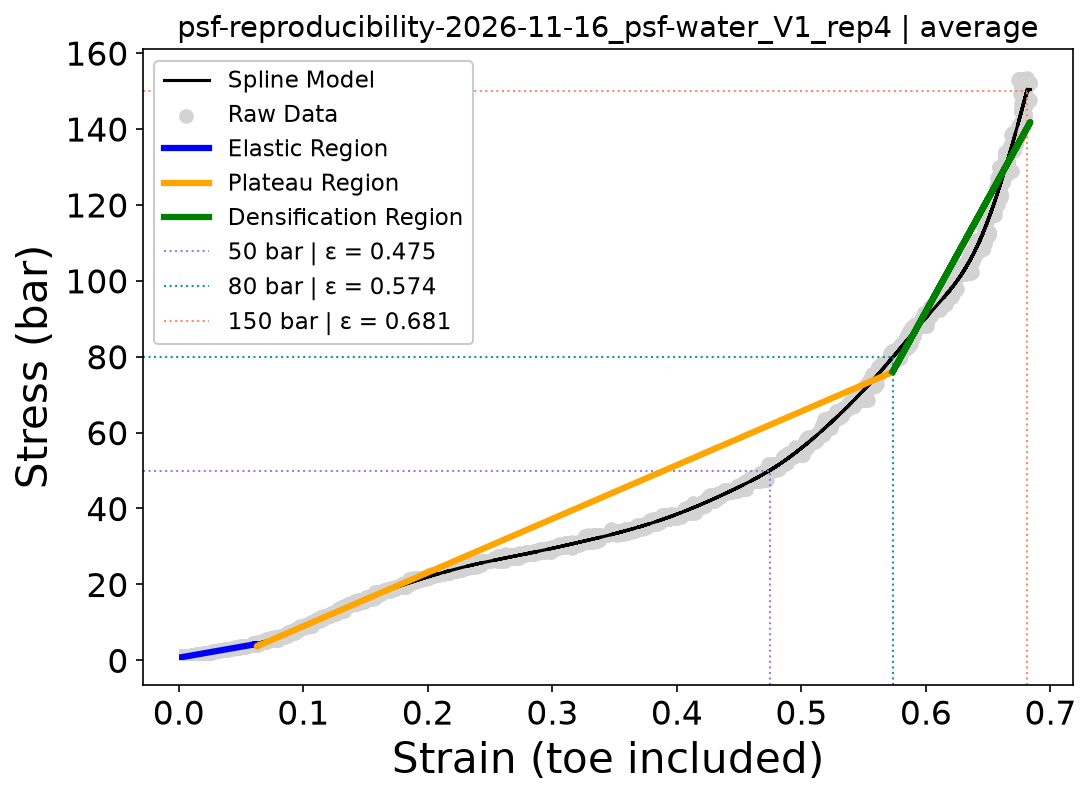 psf-reproducibility-2026-11-16_psf-water_V1_rep4 | average
160
140
120
100
80
60
40
20
0
Stress (bar)
Spline Model
Raw Data
Elastic Region
Plateau Region
Densification Region
50 bar | ε = 0.475
80 bar | ε = 0.574
150 bar | ε = 0.681
0.0 0.1 0.2 0.3 0.4 0.5 0.6 0.7
Strain (toe included)